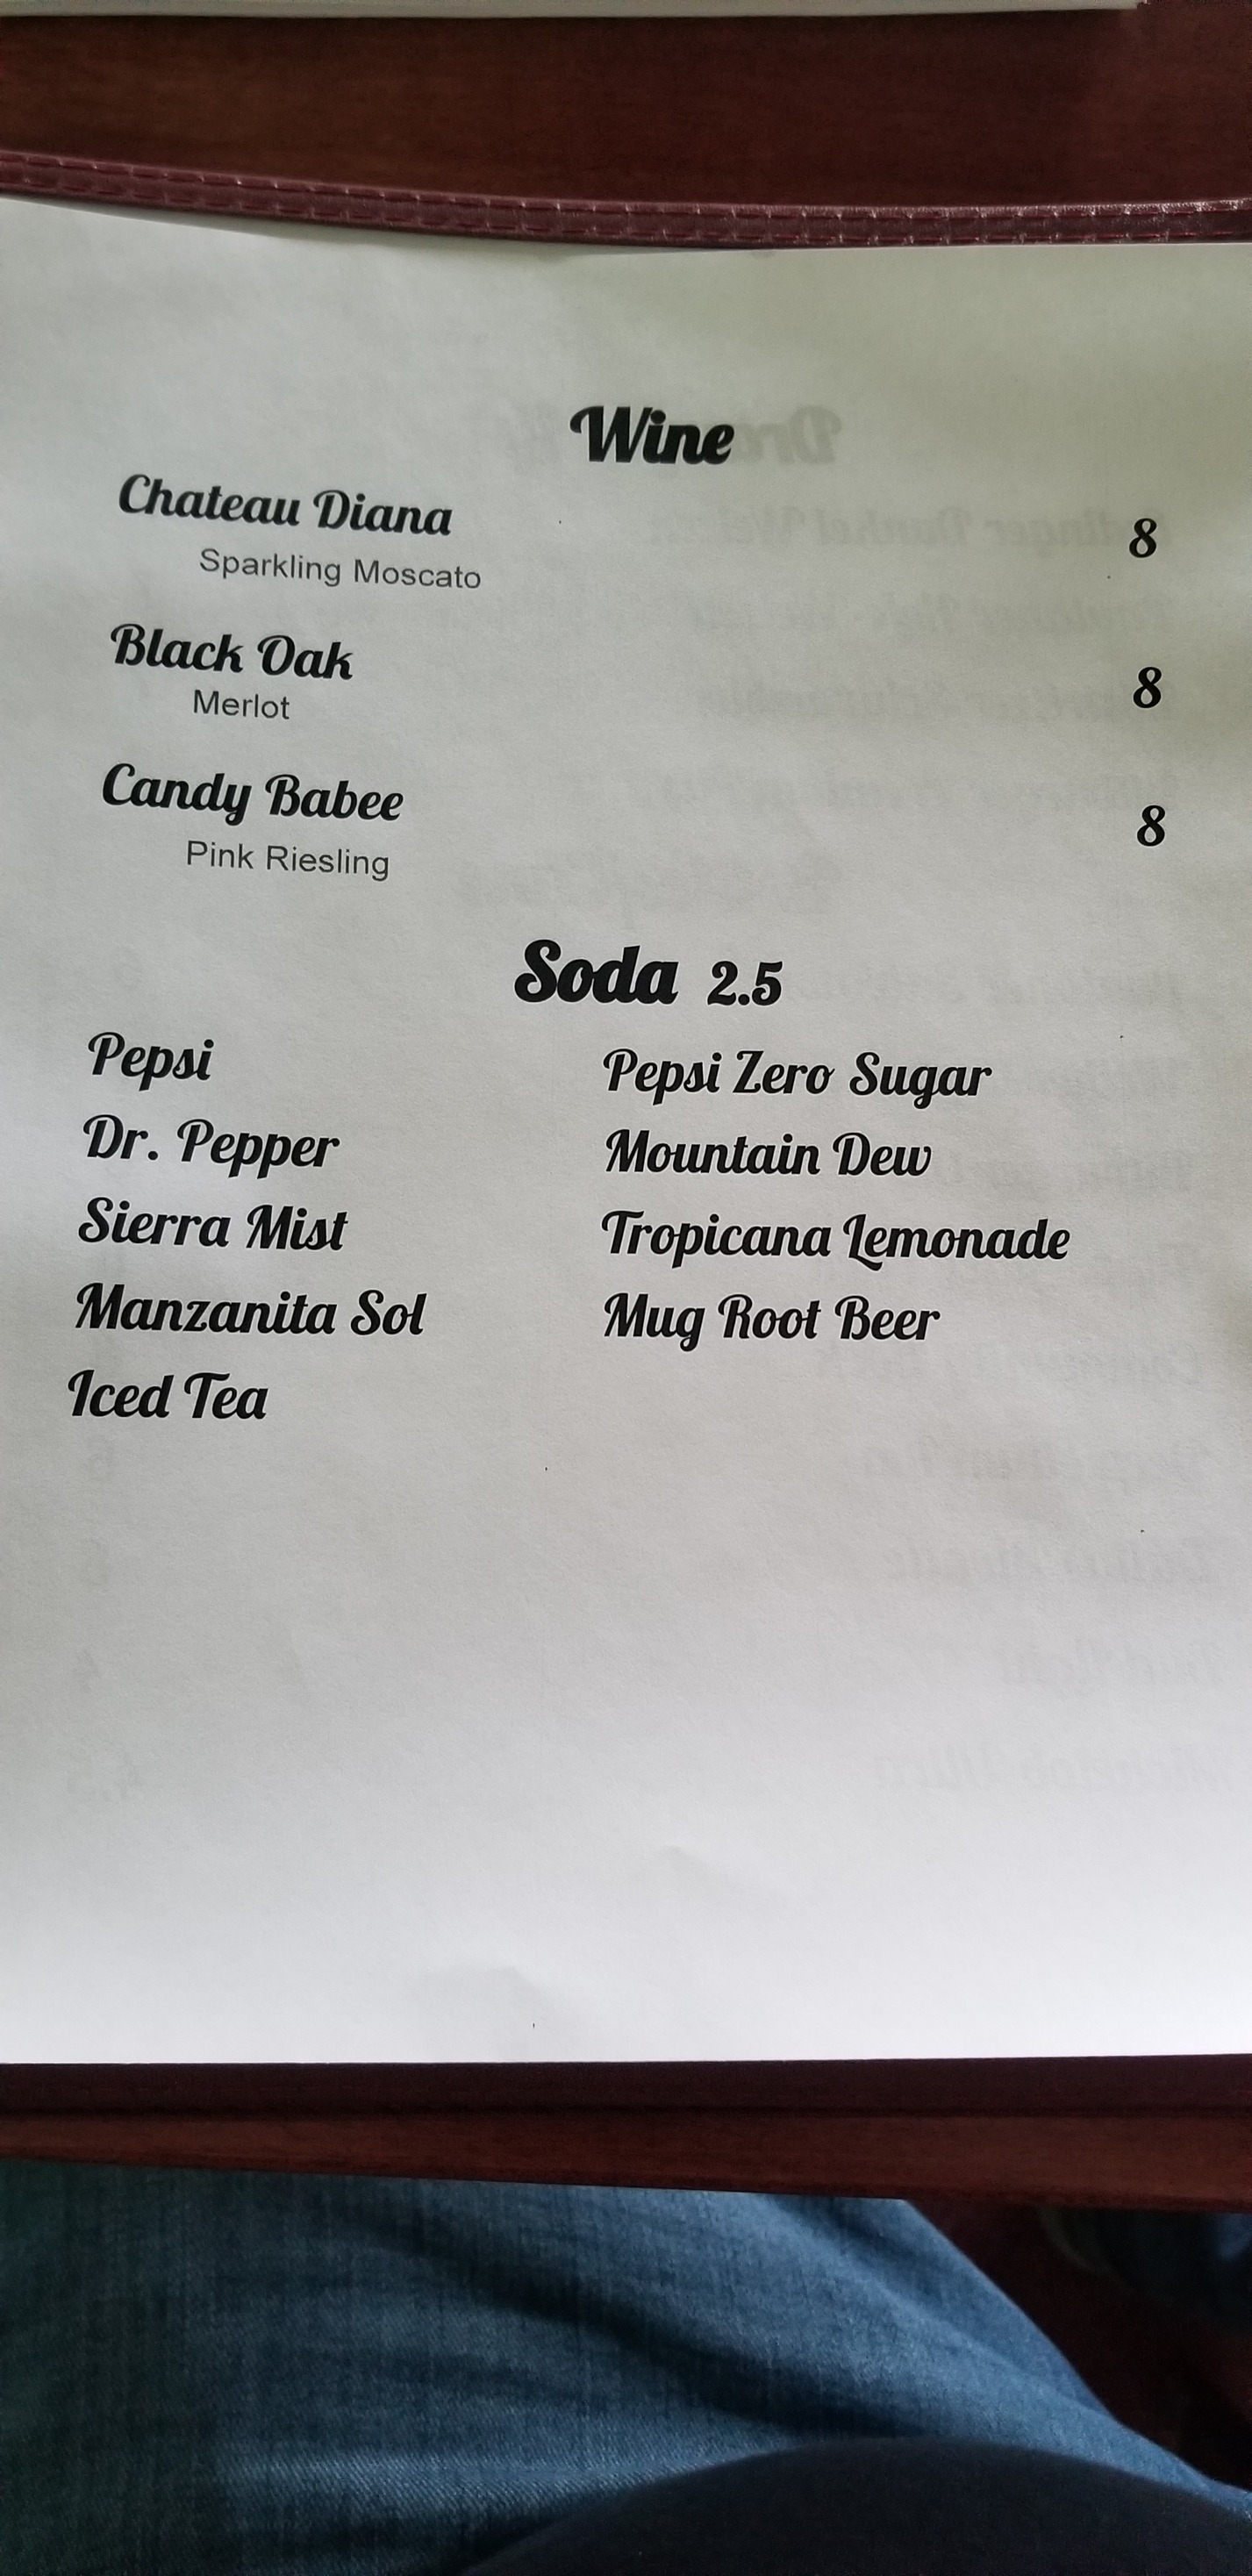 Wine
Chateau Diana 8
Sparkling Moscato
Black Oak 8
Merlot
Candy Babee 8
Pink Riesling
Soda 2.5
Pepsi Pepsi Zero Sugar
Dr. Pepper Mountain Dew
Sierra Mist Tropicana Lemonade
Manzanita Sol Mug Root Beer
Iced Tea